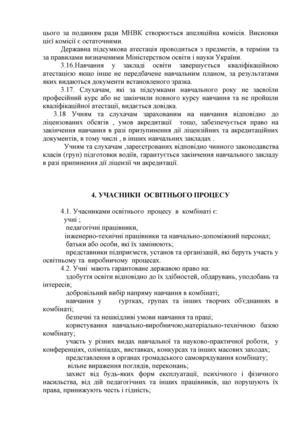 цього за поданням ради МНВК створюється апеляційна комісія. Висновки
цієї комісії є остаточними.
Державна підсумкова атестація проводиться з предметів, в терміни та
за правилами визначеними Міністерством освіти і науки України.
3.16.Навчання у закладі освіти завершується кваліфікаційною
атестацією якщо інше не передбачене навчальним планом, за результатами
яких видаються документи встановленого зразка.
3.17. Слухачам, які за підсумками навчального року не засвоїли
професійний курс або не закінчили повного курсу навчання та не пройшли
кваліфікаційної атестації, видається довідка.
3.18 Учням та слухачам зарахованим на навчання відповідно до
ліцензованих обсягів , умов акредитації тощо, забезпечується право на
закінчення навчання в разі призупинення дії ліцензійних та акредитаційних
документів, в тому числі , в інших навчальних закладах .
Учням та слухачам ,зареєстрованих відповідно чинного законодавства
класів (груп) підготовки водіїв, гарантується закінчення навчального закладу
в разі припинення дії ліцензії чи акредитації.
4. УЧАСНИКИ ОСВІТНЬОГО ПРОЦЕСУ
4.1. Учасниками освітнього процесу в комбінаті є:
учні ;
педагогічні працівники,
інженерно-технічні працівники та навчально-допоміжний персонал;
батьки або особи, які їх замінюють;
представники підприємств, установ та організацій, які беруть участь у
освітньому та виробничому процесах.
4.2. Учні мають гарантоване державою право на:
здобуття освіти відповідно до їх здібностей, обдарувань, уподобань та
інтересів;
добровільний вибір напряму навчання в комбінаті;
навчання у гуртках, групах та інших творчих об'єднаннях в
комбінаті;
безпечні та нешкідливі умови навчання та праці;
користування навчально-виробничою,матеріально-технічною базою
комбінату;
участь у різних видах навчальної та науково-практичної роботи, у
конференціях, олімпіадах, виставках, конкурсах та інших масових заходах;
представлення в органах громадського самоврядування комбінату;
вільне вираження поглядів, переконань;
захист від будь-яких форм експлуатації, психічного і фізичного
насильства, від дій педагогічних та інших працівників, що порушують їх
права, принижують честь і гідність;